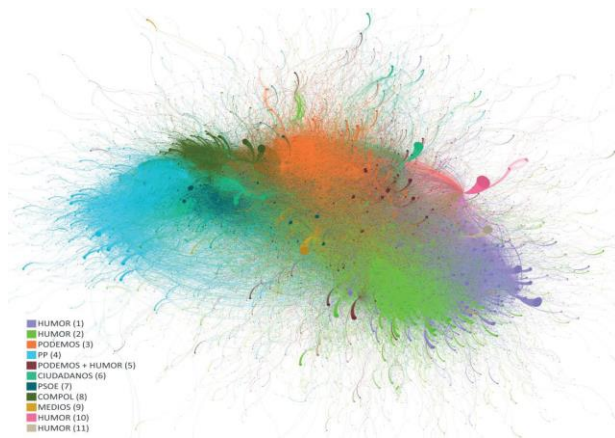 HUMOR (1)
HUMOR (2)
PODEMOS (3)
PP (4)
PODEMOS + HUMOR (5)
CIUDADANOS (6)
PSOE (7)
COMPOL (8)
MEDIOS (9)
HUMOR (10)
HUMOR (11)